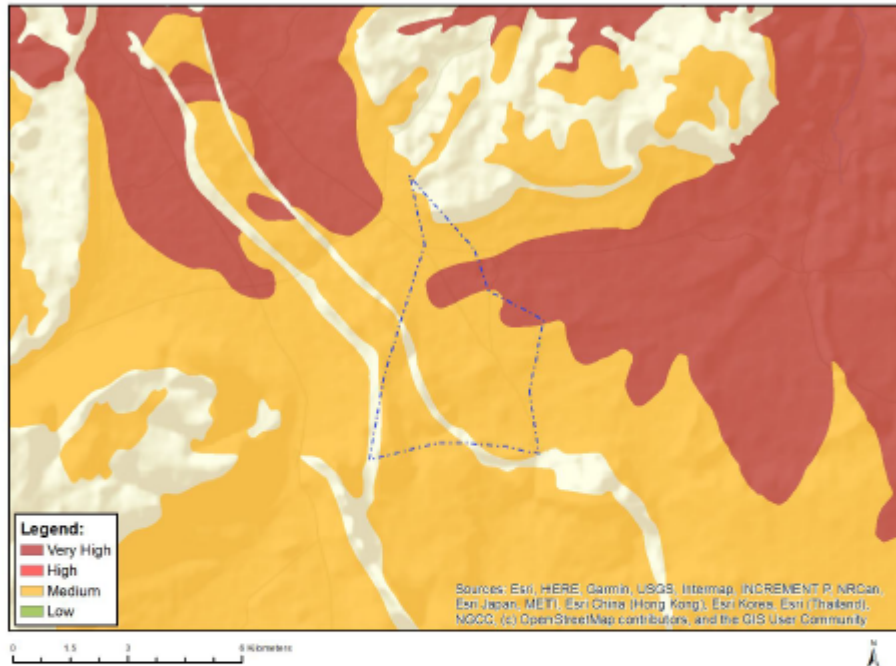 Legend:
Very High
High
Medium
Low
Sources: Esri, HERE, Garmin, USGS, Intermap, INCREMENT P, NRCan,
Esri Japan, METI, Esri China (Hong Kong), Esri Korea, Esri (Thailand),
NGCC, (c) OpenStreetMap contributors, and the GIS User Community
0 1.5 3 6 Kilometers
N